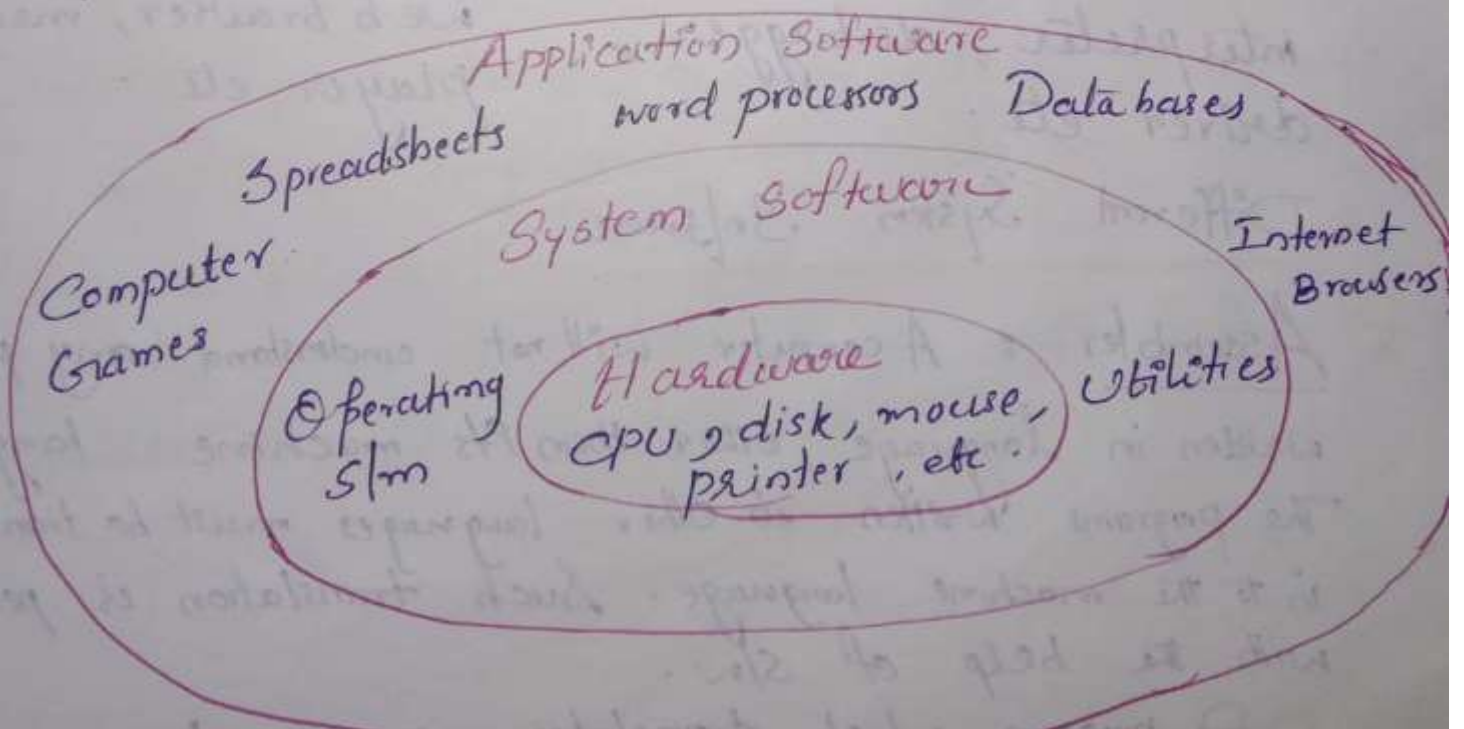 Application Software
Spreadsheets word processors Databases
Computer Games
System Software
Internet Browsers
Operating S/m
Utilities
Hardware
CPU, disk, mouse,
printer, etc.